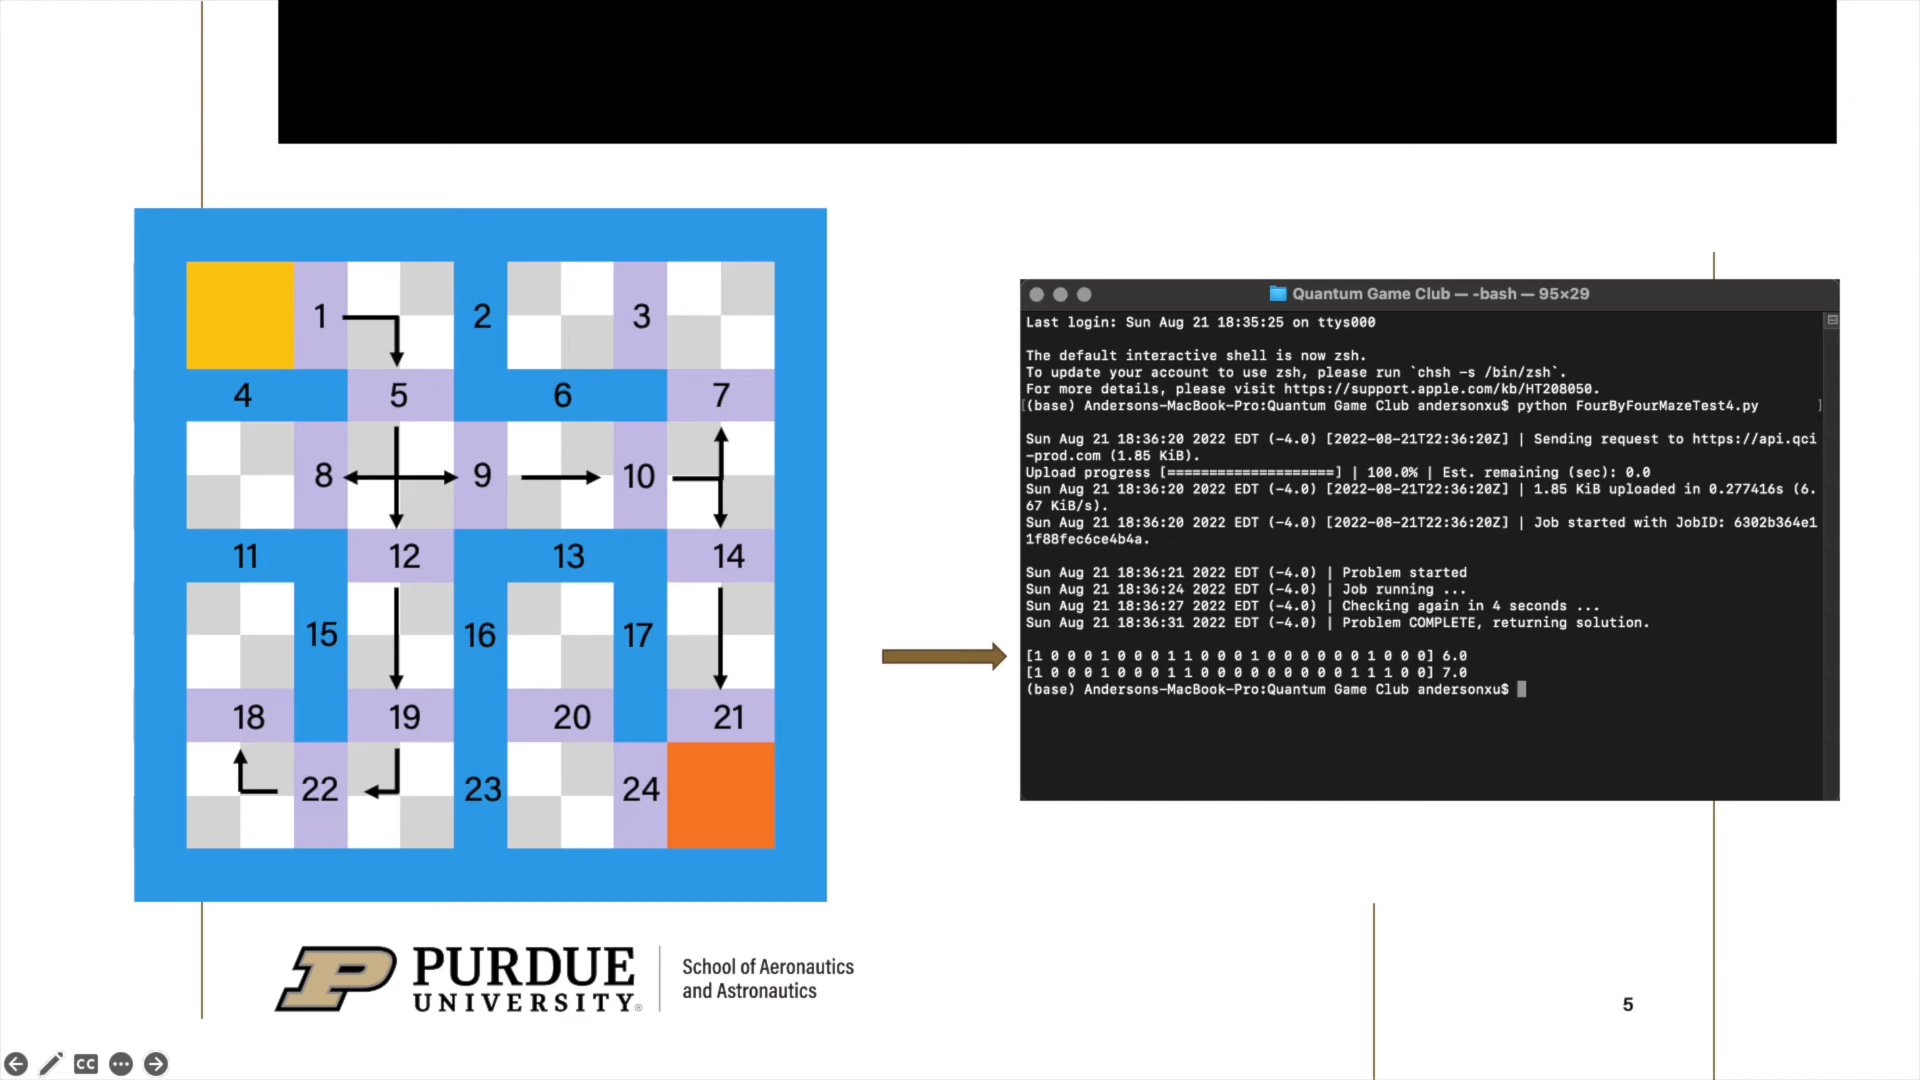 1 2 3
4 5 6 7
8 9 10
11 12 13 14
15 16 17
18 19 20 21
22 23 24
Quantum Game Club — -bash — 95×29
Last login: Sun Aug 21 18:35:25 on ttys000
The default interactive shell is now zsh.
To update your account to use zsh, please run `chsh -s /bin/zsh`.
For more details, please visit https://support.apple.com/kb/HT208050.
[(base) Andersons-MacBook-Pro:Quantum Game Club andersonxu$ python FourByFourMazeTest4.py ]
Sun Aug 21 18:36:20 2022 EDT (-4.0) [2022-08-21T22:36:20Z] | Sending request to https://api.qci
-prod.com (1.85 KiB).
Upload progress [====================] | 100.0% | Est. remaining (sec): 0.0
Sun Aug 21 18:36:20 2022 EDT (-4.0) [2022-08-21T22:36:20Z] | 1.85 KiB uploaded in 0.277416s (6.
67 KiB/s).
Sun Aug 21 18:36:20 2022 EDT (-4.0) [2022-08-21T22:36:20Z] | Job started with JobID: 6302b364e1
1f88fec6ce4b4a.
Sun Aug 21 18:36:21 2022 EDT (-4.0) | Problem started
Sun Aug 21 18:36:24 2022 EDT (-4.0) | Job running ...
Sun Aug 21 18:36:27 2022 EDT (-4.0) | Checking again in 4 seconds ...
Sun Aug 21 18:36:31 2022 EDT (-4.0) | Problem COMPLETE, returning solution.
[1 0 0 0 1 0 0 0 1 1 0 0 0 1 0 0 0 0 0 0 1 0 0 0] 6.0
[1 0 0 0 1 0 0 0 1 1 0 0 0 0 0 0 0 0 0 1 1 1 0 0] 7.0
(base) Andersons-MacBook-Pro:Quantum Game Club andersonxu$
PURDUE
UNIVERSITY®
School of Aeronautics
and Astronautics
5
CC